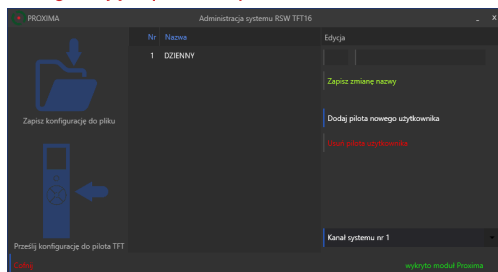 PROXIMA
Administracja systemu RSW TFT16
Nr Nazwa
Edycja
1 DZIENNY
Zapisz zmianę nazwy
Dodaj pilota nowego użytkownika
Usuń pilota użytkownika
Zapisz konfigurację do pliku
Prześlij konfigurację do pilota TFT
Kanał systemu nr 1
Cofnij
wykryto moduł Proxima